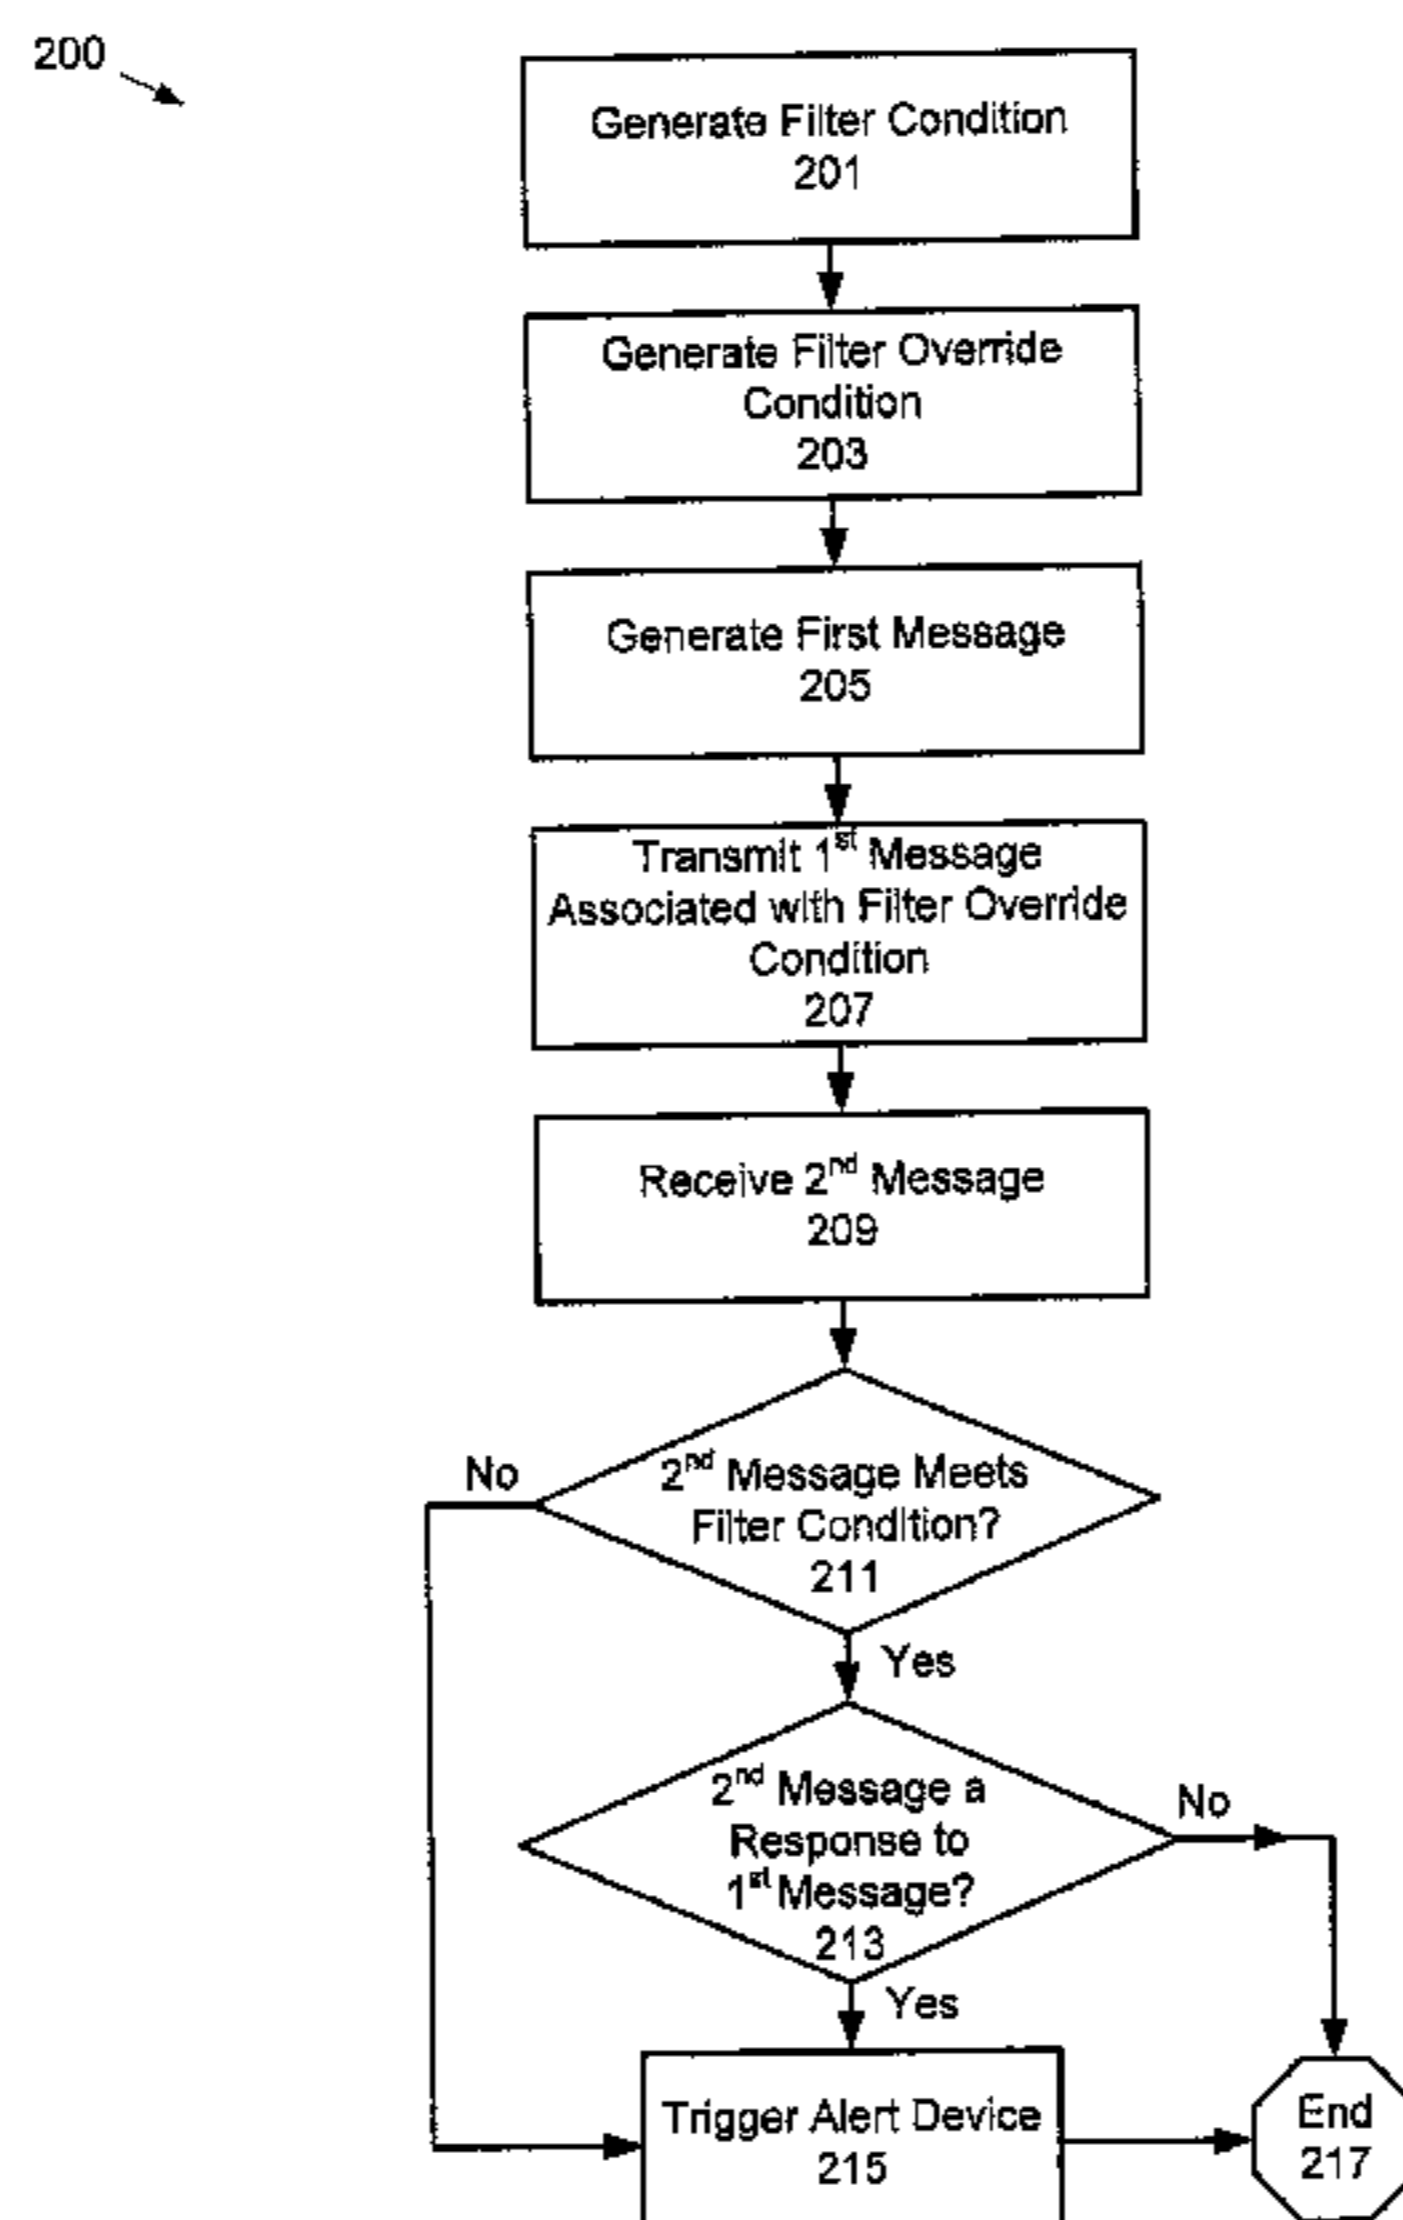 200
Generate Filter Condition
201
Generate Filter Override
Condition
203
Generate First Message
205
Transmit 1st Message
Associated with Filter Override
Condition
207
Receive 2nd Message
209
No
2nd Message Meets
Filter Condition?
211
Yes
2nd Message a
Response to
1st Message?
213
No
Yes
Trigger Alert Device
215
End
217